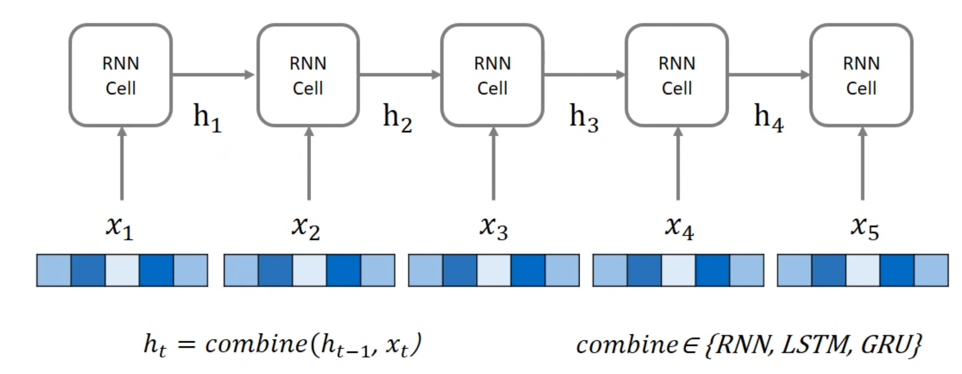 RNN Cell RNN Cell RNN Cell RNN Cell RNN Cell
h₁ h₂ h₃ h₄
x₁ x₂ x₃ x₄ x₅
hₜ = combine(hₜ₋₁, xₜ) combine ∈ {RNN, LSTM, GRU}